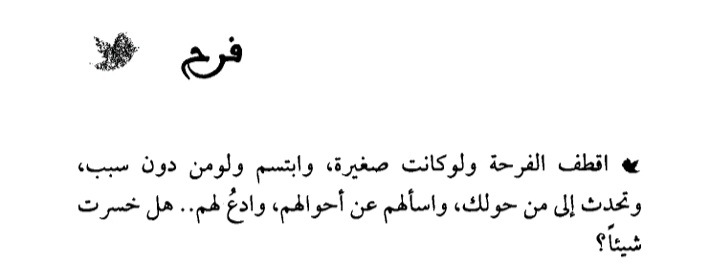 فرح
اقطف الفرحة ولوكانت صغيرة، وابتسم ولومن دون سبب،
وتحدث إلى من حولك، واسألهم عن أحوالهم، وادعُ لهم.. هل خسرت
شيئاً؟